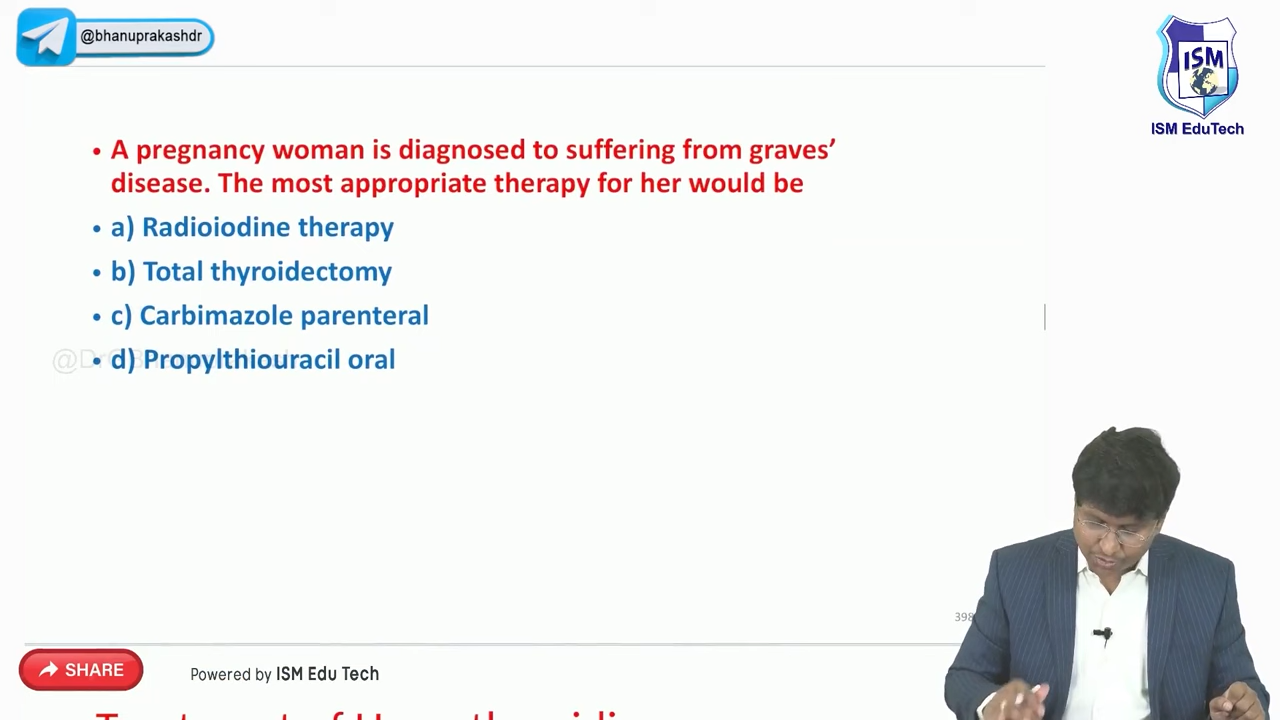 @bhanuprakashdr
ISM
ISM EduTech
• A pregnancy woman is diagnosed to suffering from graves’
disease. The most appropriate therapy for her would be
• a) Radioiodine therapy
• b) Total thyroidectomy
• c) Carbimazole parenteral
• d) Propylthiouracil oral
398
SHARE
Powered by ISM Edu Tech